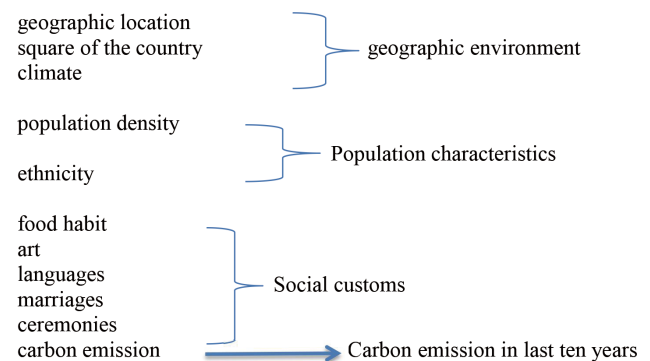 geographic location
square of the country
climate
geographic environment
population density
ethnicity
Population characteristics
food habit
art
languages
marriages
ceremonies
Social customs
carbon emission
Carbon emission in last ten years